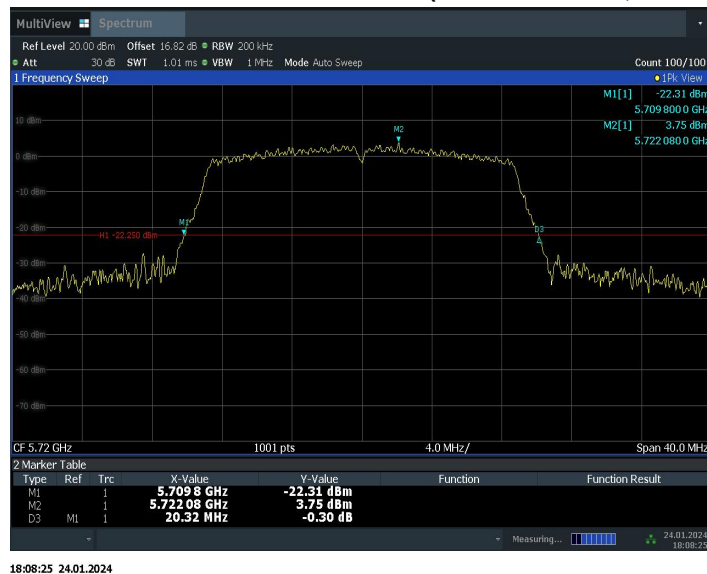 MultiView Spectrum
Ref Level 20.00 dBm Offset 16.82 dB RBW 200 kHz
Att 30 dB SWT 1.01 ms VBW 1 MHz Mode Auto Sweep Count 100/100
1 Frequency Sweep 1Pk View
M1[1] -22.31 dBm
5.709 800 0 GHz
10 dBm
M2[1] 3.75 dBm
M2
5.722 080 0 GHz
0 dBm
-10 dBm
M1
-20 dBm
D3
H1 -22.250 dBm
-30 dBm
-40 dBm
-50 dBm
-60 dBm
-70 dBm
CF 5.72 GHz 1001 pts 4.0 MHz/ Span 40.0 MHz
2 Marker Table
Type Ref Trc X-Value Y-Value Function Function Result
M1 1 5.709 8 GHz -22.31 dBm
M2 1 5.722 08 GHz 3.75 dBm
D3 M1 1 20.32 MHz -0.30 dB
Measuring... 24.01.2024
18:08:25
18:08:25 24.01.2024